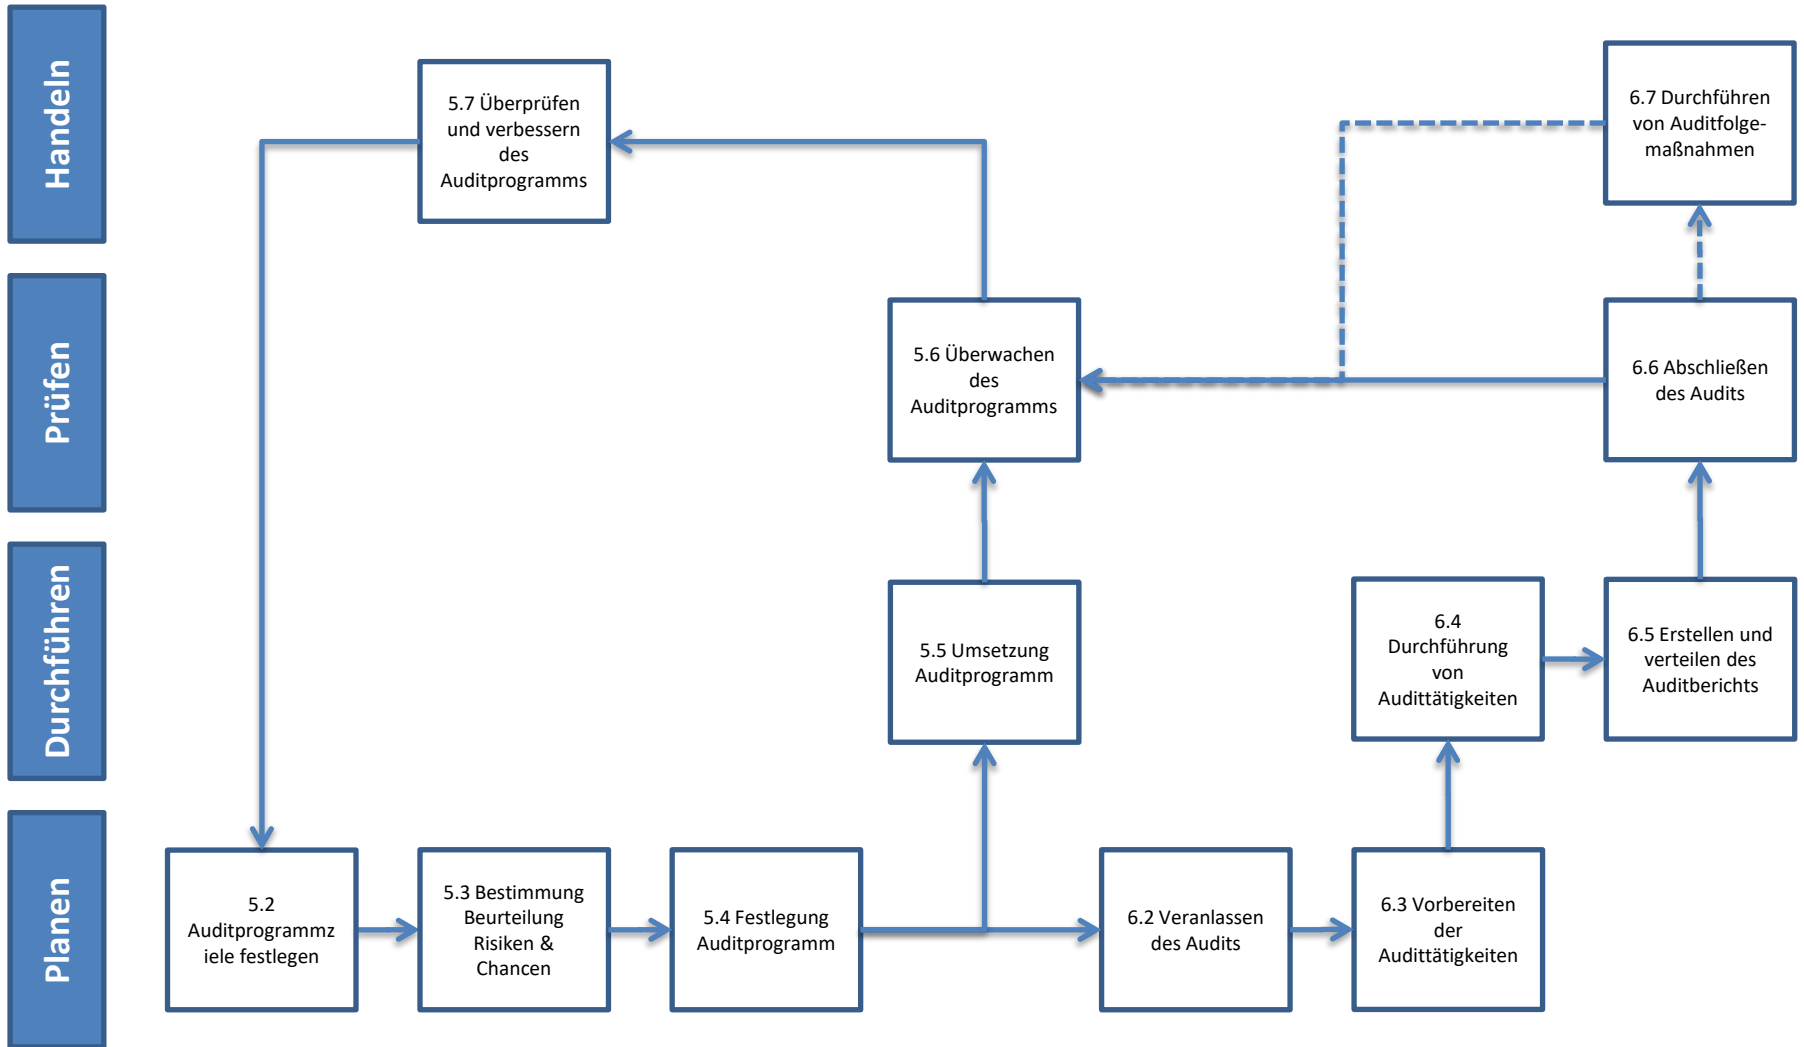 Handeln
5.7 Überprüfen
und verbessern
des
Auditprogramms
6.7 Durchführen
von Auditfolge-
maßnahmen
Prüfen
5.6 Überwachen
des
Auditprogramms
6.6 Abschließen
des Audits
Durchführen
5.5 Umsetzung
Auditprogramm
6.4
Durchführung
von
Audittätigkeiten
6.5 Erstellen und
verteilen des
Auditberichts
Planen
5.2
Auditprogrammz
iele festlegen
5.3 Bestimmung
Beurteilung
Risiken &
Chancen
5.4 Festlegung
Auditprogramm
6.2 Veranlassen
des Audits
6.3 Vorbereiten
der
Audittätigkeiten